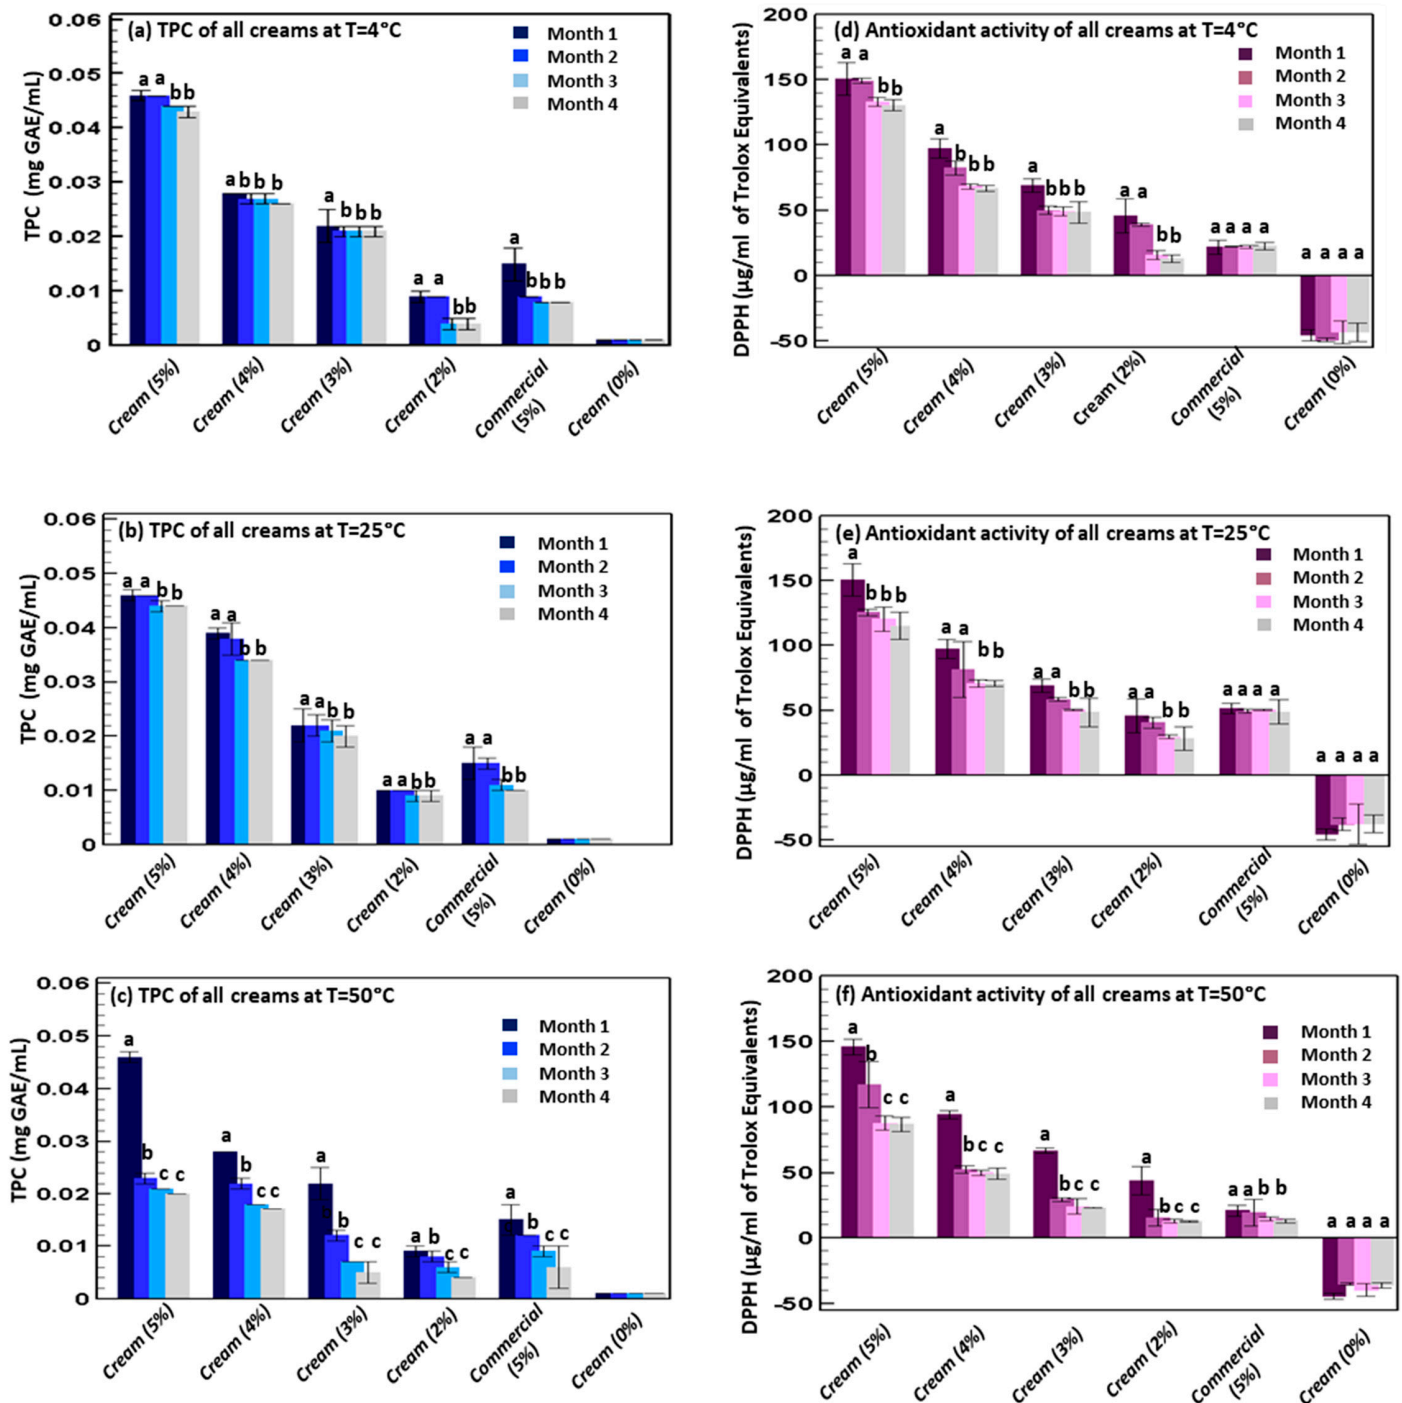 (a) TPC of all creams at T=4°C
Month 1
Month 2
Month 3
Month 4
TPC (mg GAE/mL)
0.06
0.05
0.04
0.03
0.02
0.01
0
a a b b
a b b b
a b b b
a a b b
a b b b
Cream (5%)
Cream (4%)
Cream (3%)
Cream (2%)
Commercial
(5%)
Cream (0%)
(d) Antioxidant activity of all creams at T=4°C
Month 1
Month 2
Month 3
Month 4
DPPH (µg/ml of Trolox Equivalents)
200
150
100
50
0
-50
a a b b
a b b b
a b b b
a a b b
a a a a
a a a a
Cream (5%)
Cream (4%)
Cream (3%)
Cream (2%)
Commercial
(5%)
Cream (0%)
(b) TPC of all creams at T=25°C
Month 1
Month 2
Month 3
Month 4
TPC (mg GAE/mL)
0.06
0.05
0.04
0.03
0.02
0.01
0
a a b b
a a b b
a a b b
a a b b
a a b b
Cream (5%)
Cream (4%)
Cream (3%)
Cream (2%)
Commercial
(5%)
Cream (0%)
(e) Antioxidant activity of all creams at T=25°C
Month 1
Month 2
Month 3
Month 4
DPPH (µg/ml of Trolox Equivalents)
200
150
100
50
0
-50
a b b b
a a b b
a a b b
a a b b
a a a a
a a a a
Cream (5%)
Cream (4%)
Cream (3%)
Cream (2%)
Commercial
(5%)
Cream (0%)
(c) TPC of all creams at T=50°C
Month 1
Month 2
Month 3
Month 4
TPC (mg GAE/mL)
0.06
0.05
0.04
0.03
0.02
0.01
0
a b c c
a b c c
a b b c c
a b c c
a b c c
Cream (5%)
Cream (4%)
Cream (3%)
Cream (2%)
Commercial
(5%)
Cream (0%)
(f) Antioxidant activity of all creams at T=50°C
Month 1
Month 2
Month 3
Month 4
DPPH (µg/ml of Trolox Equivalents)
200
150
100
50
0
-50
a b c c
a b c c
a b c c
a b c c
a a b b
a a a a
Cream (5%)
Cream (4%)
Cream (3%)
Cream (2%)
Commercial
(5%)
Cream (0%)